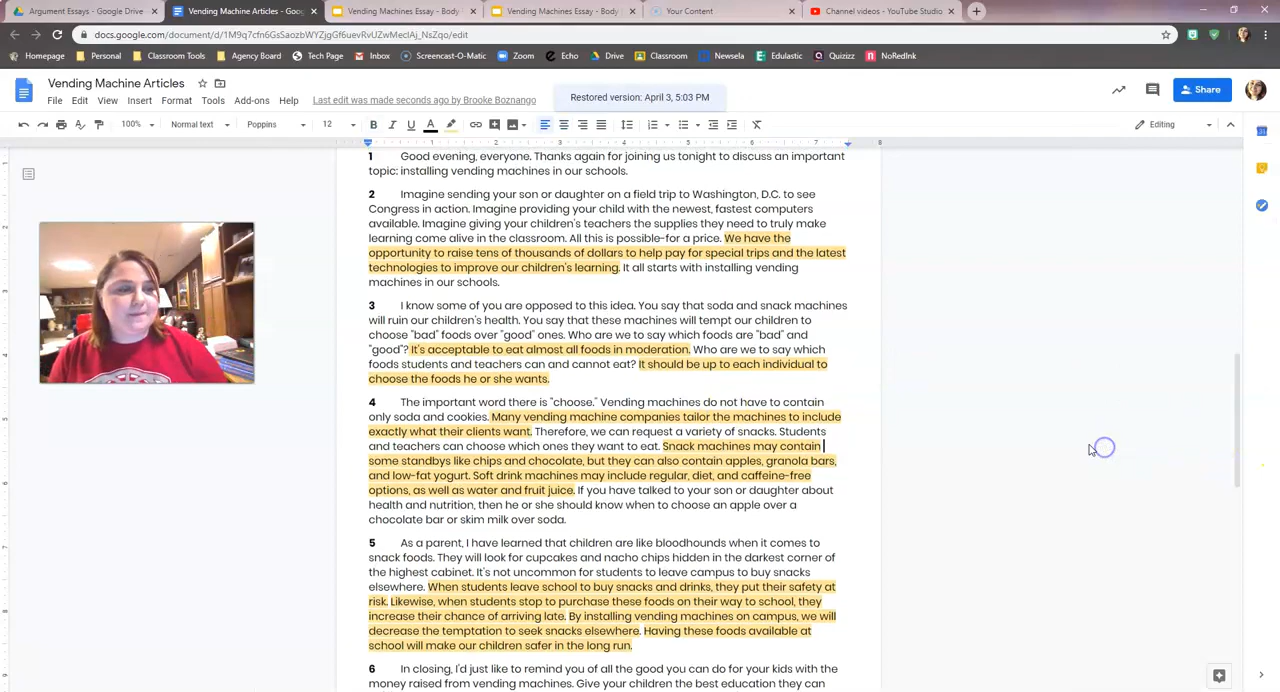 Argument Essays - Google Drive
Vending Machine Articles - Goog
Vending Machines Essay - Body
Vending Machines Essay - Body
Your Content
Channel videos - YouTube Studio
docs.google.com/document/d/1M9q7cfn6GsSaozbWYZjgGf6uevRvUZwMeclAj_NsZqo/edit
Homepage Personal Classroom Tools Agency Board Tech Page Inbox Screencast-O-Matic Zoom Echo Drive Classroom Newsela Edulastic Quizizz NoRedInk
Vending Machine Articles
File Edit View Insert Format Tools Add-ons Help Last edit was made seconds ago by Brooke Boznango
Restored version: April 3, 5:03 PM
Share
100% Normal text Poppins 12 Editing
1 Good evening, everyone. Thanks again for joining us tonight to discuss an important
topic: installing vending machines in our schools.
2 Imagine sending your son or daughter on a field trip to Washington, D.C. to see
Congress in action. Imagine providing your child with the newest, fastest computers
available. Imagine giving your children's teachers the supplies they need to truly make
learning come alive in the classroom. All this is possible-for a price. We have the
opportunity to raise tens of thousands of dollars to help pay for special trips and the latest
technologies to improve our children's learning. It all starts with installing vending
machines in our schools.
3 I know some of you are opposed to this idea. You say that soda and snack machines
will ruin our children's health. You say that these machines will tempt our children to
choose "bad" foods over "good" ones. Who are we to say which foods are "bad" and
"good"? It's acceptable to eat almost all foods in moderation. Who are we to say which
foods students and teachers can and cannot eat? It should be up to each individual to
choose the foods he or she wants.
4 The important word there is "choose." Vending machines do not have to contain
only soda and cookies. Many vending machine companies tailor the machines to include
exactly what their clients want. Therefore, we can request a variety of snacks. Students
and teachers can choose which ones they want to eat. Snack machines may contain
some standbys like chips and chocolate, but they can also contain apples, granola bars,
and low-fat yogurt. Soft drink machines may include regular, diet, and caffeine-free
options, as well as water and fruit juice. If you have talked to your son or daughter about
health and nutrition, then he or she should know when to choose an apple over a
chocolate bar or skim milk over soda.
5 As a parent, I have learned that children are like bloodhounds when it comes to
snack foods. They will look for cupcakes and nacho chips hidden in the darkest corner of
the highest cabinet. It's not uncommon for students to leave campus to buy snacks
elsewhere. When students leave school to buy snacks and drinks, they put their safety at
risk. Likewise, when students stop to purchase these foods on their way to school, they
increase their chance of arriving late. By installing vending machines on campus, we will
decrease the temptation to seek snacks elsewhere. Having these foods available at
school will make our children safer in the long run.
6 In closing, I'd just like to remind you of all the good you can do for your kids with the
money raised from vending machines. Give your children the best education they can